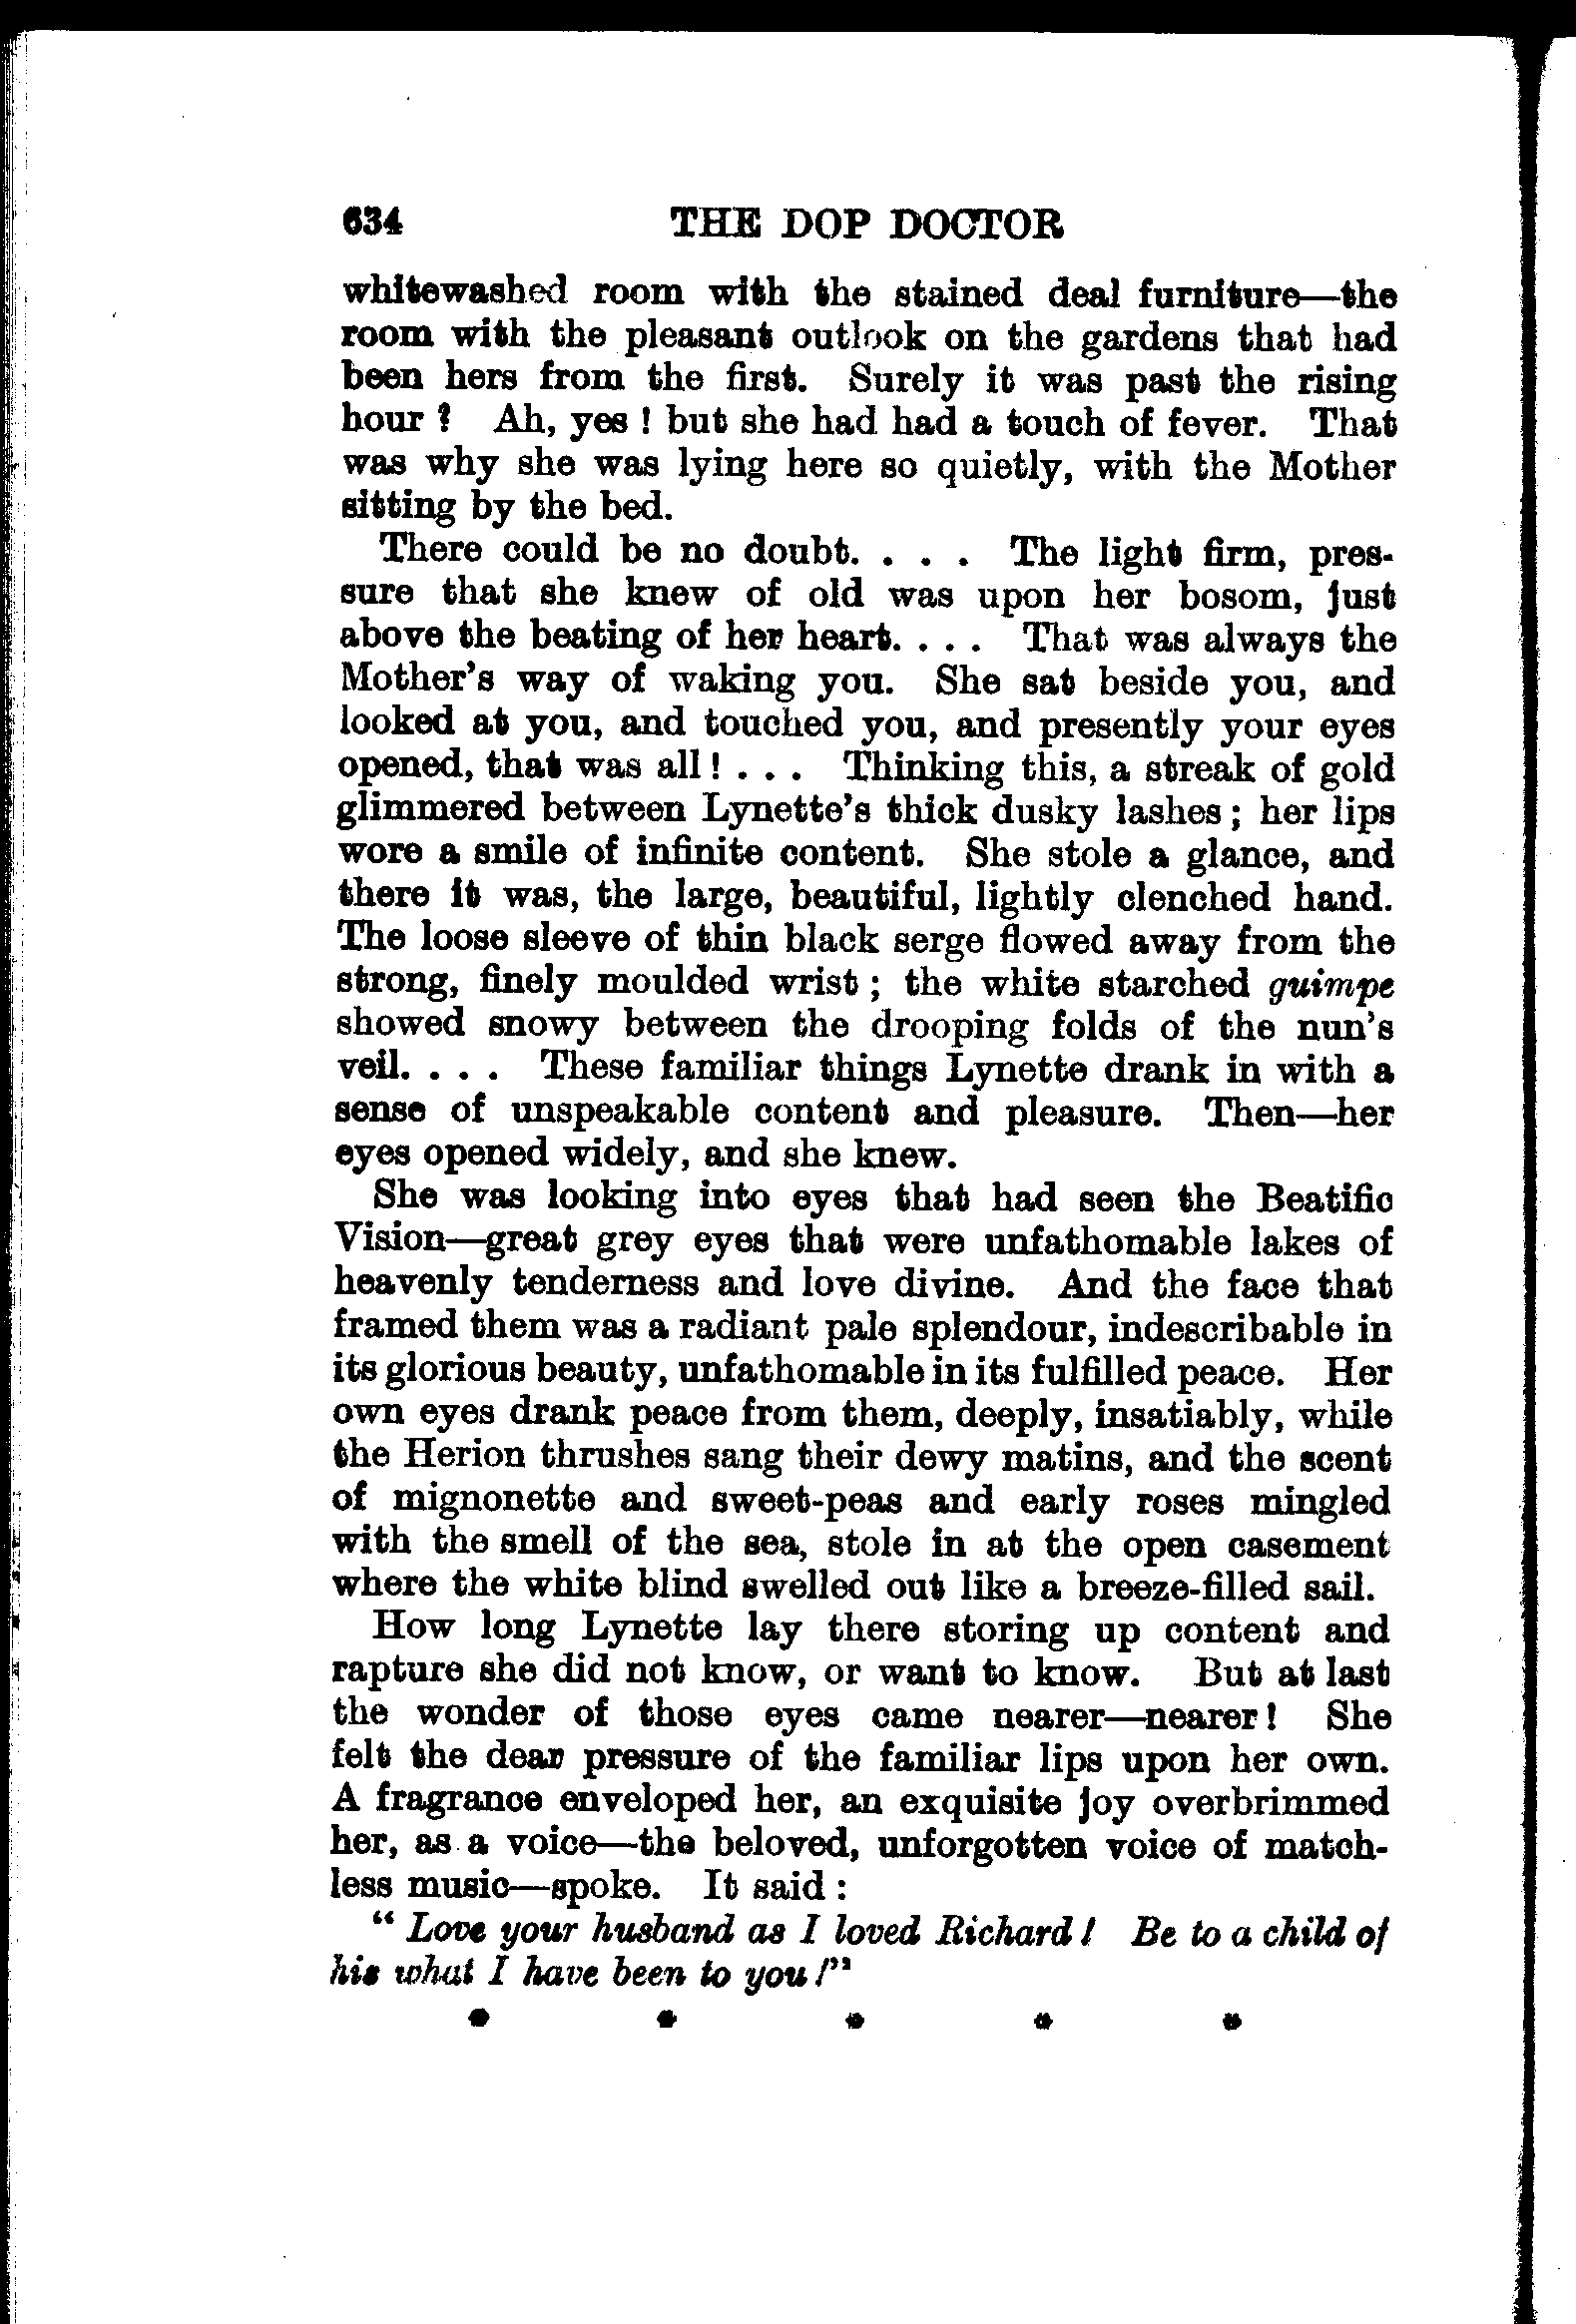 634 THE DOP DOCTOR
whitewashed room with the stained deal furniture—the
room with the pleasant outlook on the gardens that had
been hers from the first. Surely it was past the rising
hour ? Ah, yes ! but she had had a touch of fever. That
was why she was lying here so quietly, with the Mother
sitting by the bed.
There could be no doubt. . . . The light firm, pres-
sure that she knew of old was upon her bosom, just
above the beating of her heart. . . . That was always the
Mother's way of waking you. She sat beside you, and
looked at you, and touched you, and presently your eyes
opened, that was all ! . . . Thinking this, a streak of gold
glimmered between Lynette's thick dusky lashes ; her lips
wore a smile of infinite content. She stole a glance, and
there it was, the large, beautiful, lightly clenched hand.
The loose sleeve of thin black serge flowed away from the
strong, finely moulded wrist ; the white starched guimpe
showed snowy between the drooping folds of the nun's
veil. . . . These familiar things Lynette drank in with a
sense of unspeakable content and pleasure. Then—her
eyes opened widely, and she knew.
She was looking into eyes that had seen the Beatific
Vision—great grey eyes that were unfathomable lakes of
heavenly tenderness and love divine. And the face that
framed them was a radiant pale splendour, indescribable in
its glorious beauty, unfathomable in its fulfilled peace. Her
own eyes drank peace from them, deeply, insatiably, while
the Herion thrushes sang their dewy matins, and the scent
of mignonette and sweet-peas and early roses mingled
with the smell of the sea, stole in at the open casement
where the white blind swelled out like a breeze-filled sail.
How long Lynette lay there storing up content and
rapture she did not know, or want to know. But at last
the wonder of those eyes came nearer—nearer ! She
felt the dear pressure of the familiar lips upon her own.
A fragrance enveloped her, an exquisite joy overbrimmed
her, as a voice—the beloved, unforgotten voice of match-
less music—spoke. It said :
“ Love your husband as I loved Richard ! Be to a child of
his what I have been to you !”
* * * * *